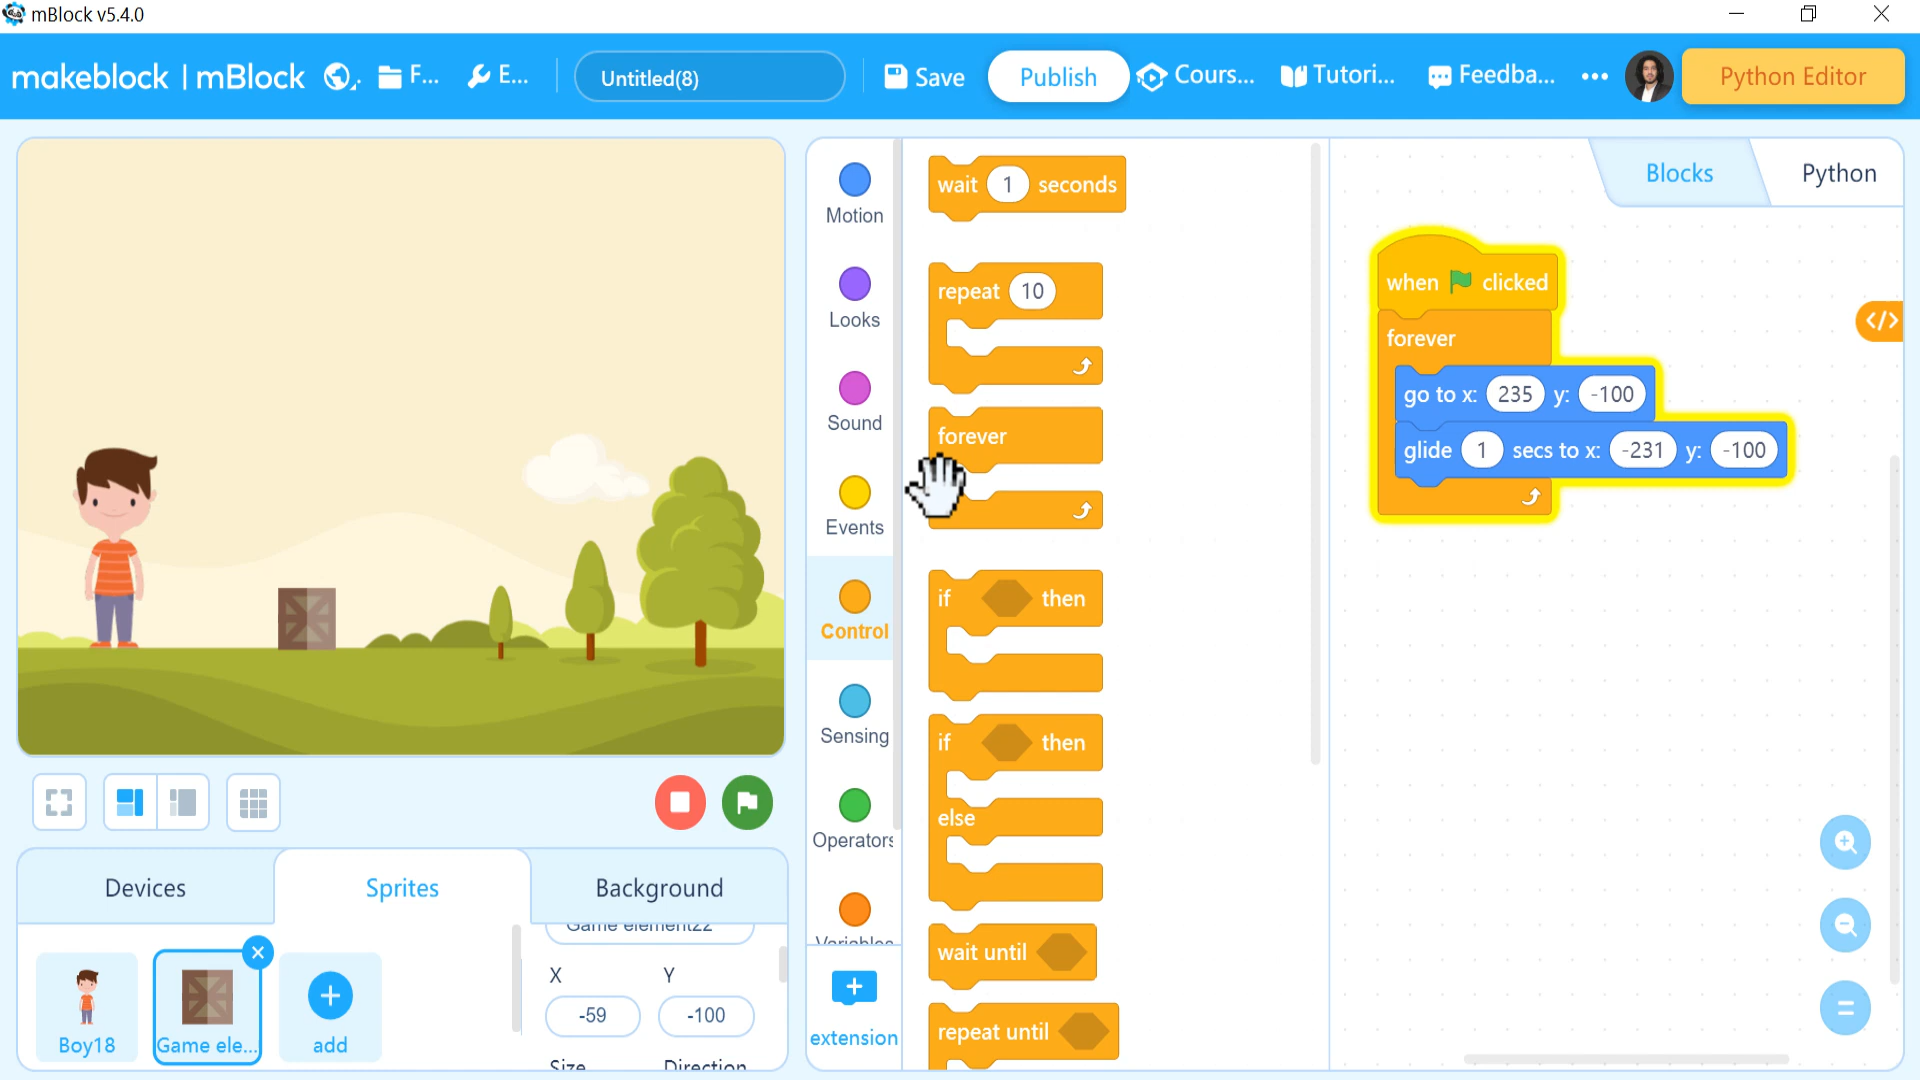 mBlock v5.4.0
makeblock | mBlock
F...
E...
Untitled(8)
Save
Publish
Cours...
Tutori...
Feedba...
Python Editor
Motion
Looks
Sound
Events
Control
Sensing
Operators
Variables
extension
wait 1 seconds
repeat 10
forever
if then
if then
else
wait until
repeat until
Blocks
Python
when clicked
forever
go to x: 235 y: -100
glide 1 secs to x: -231 y: -100
Devices
Sprites
Background
Boy18
Game ele...
add
Game element22
X
Y
-59
-100
Size
Direction